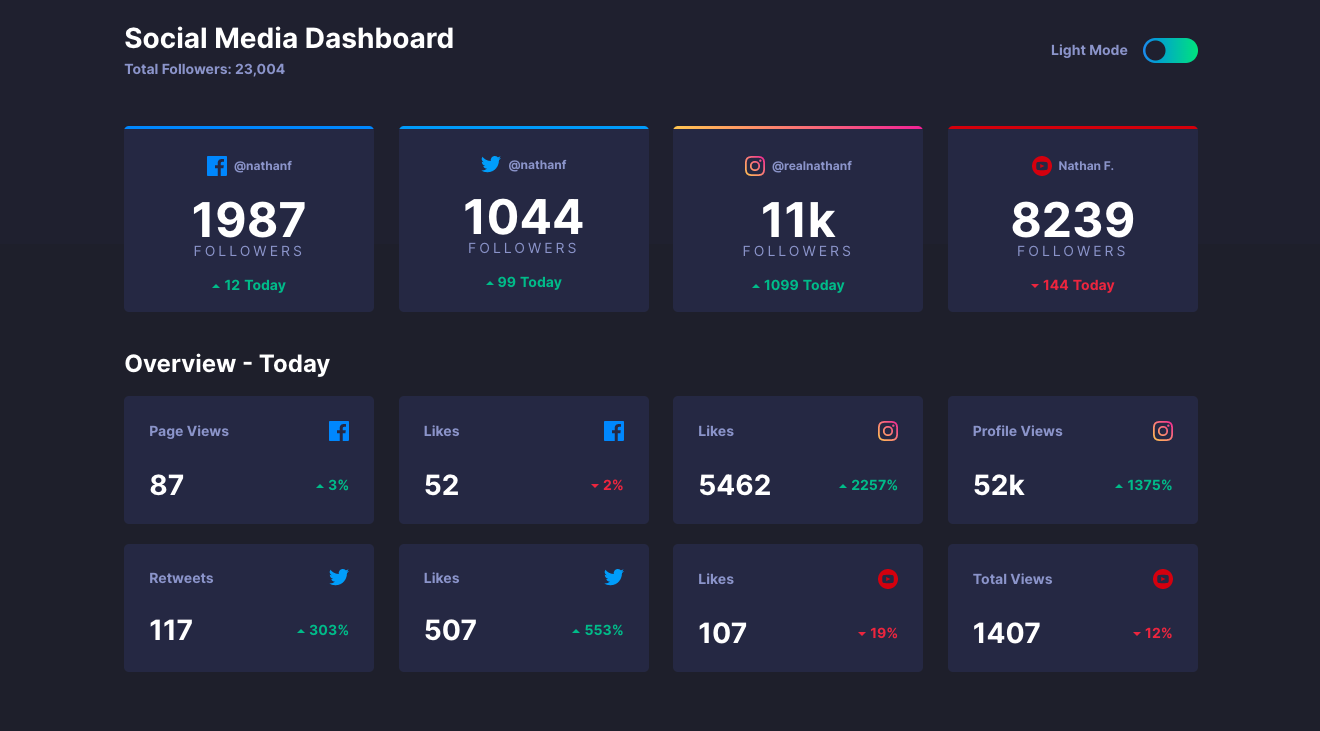 Social Media Dashboard
Total Followers: 23,004
Light Mode
@nathanf
1987
FOLLOWERS
12 Today
@nathanf
1044
FOLLOWERS
99 Today
@realnathanf
11k
FOLLOWERS
1099 Today
Nathan F.
8239
FOLLOWERS
144 Today
Overview - Today
Page Views
87
3%
Likes
52
2%
Likes
5462
2257%
Profile Views
52k
1375%
Retweets
117
303%
Likes
507
553%
Likes
107
19%
Total Views
1407
12%